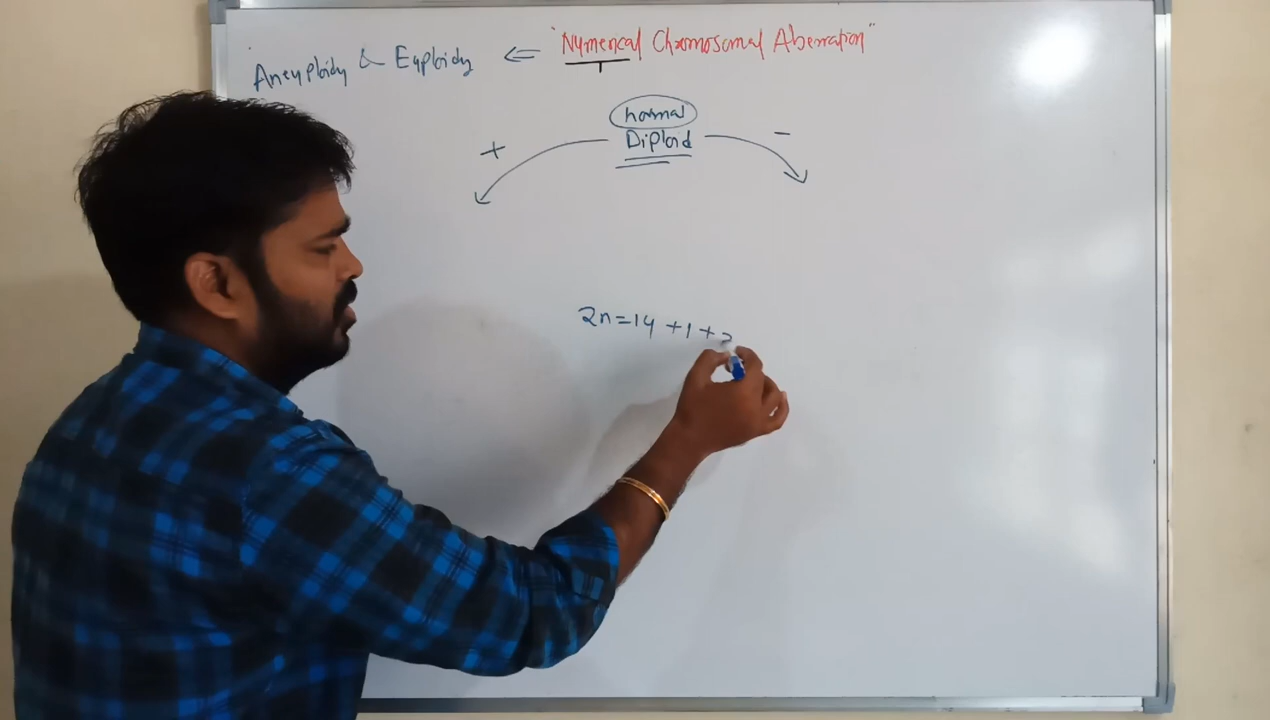 Aneuploidy & Euploidy ⇐ "Numerical Chromosomal Aberration"
normal
+ Diploid -
2n=14 +1+2